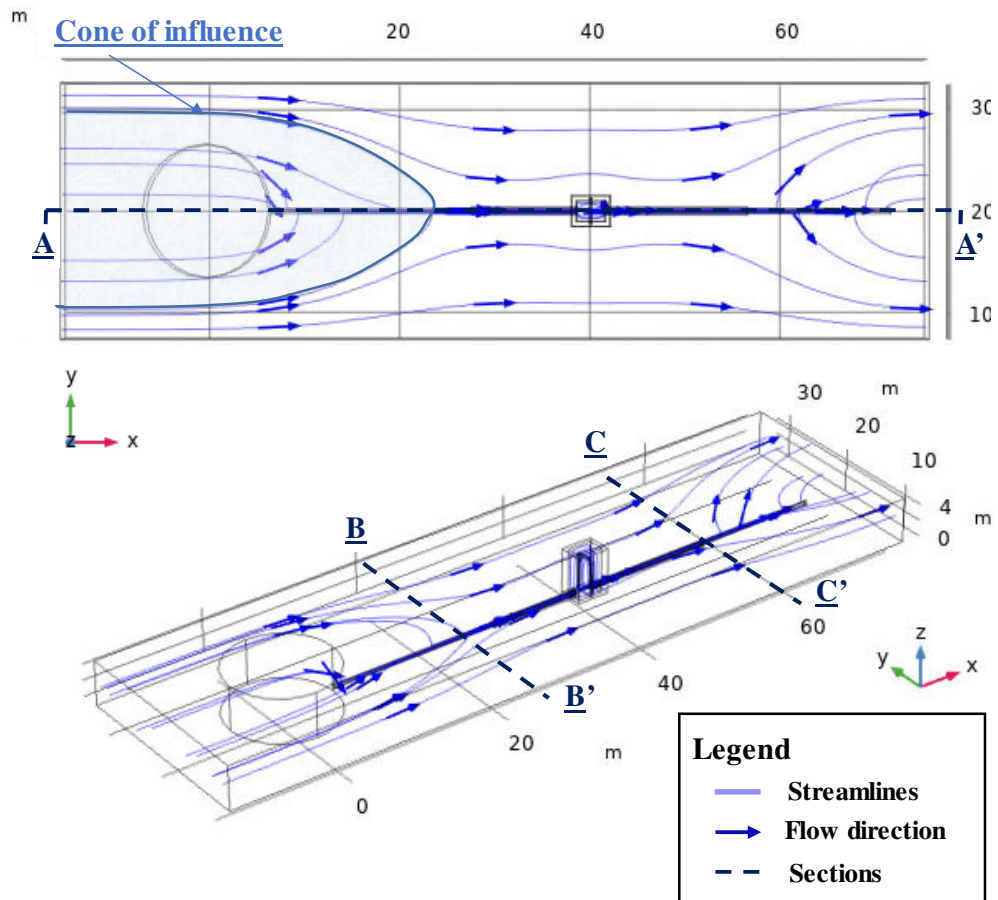 m
Cone of influence
20 40 60
30
A 20 A’
10
y
z x
m
30
20
10
4
m
0
C
B
C’
60
B’
40
z
y x
20
m
0
Legend
Streamlines
Flow direction
Sections